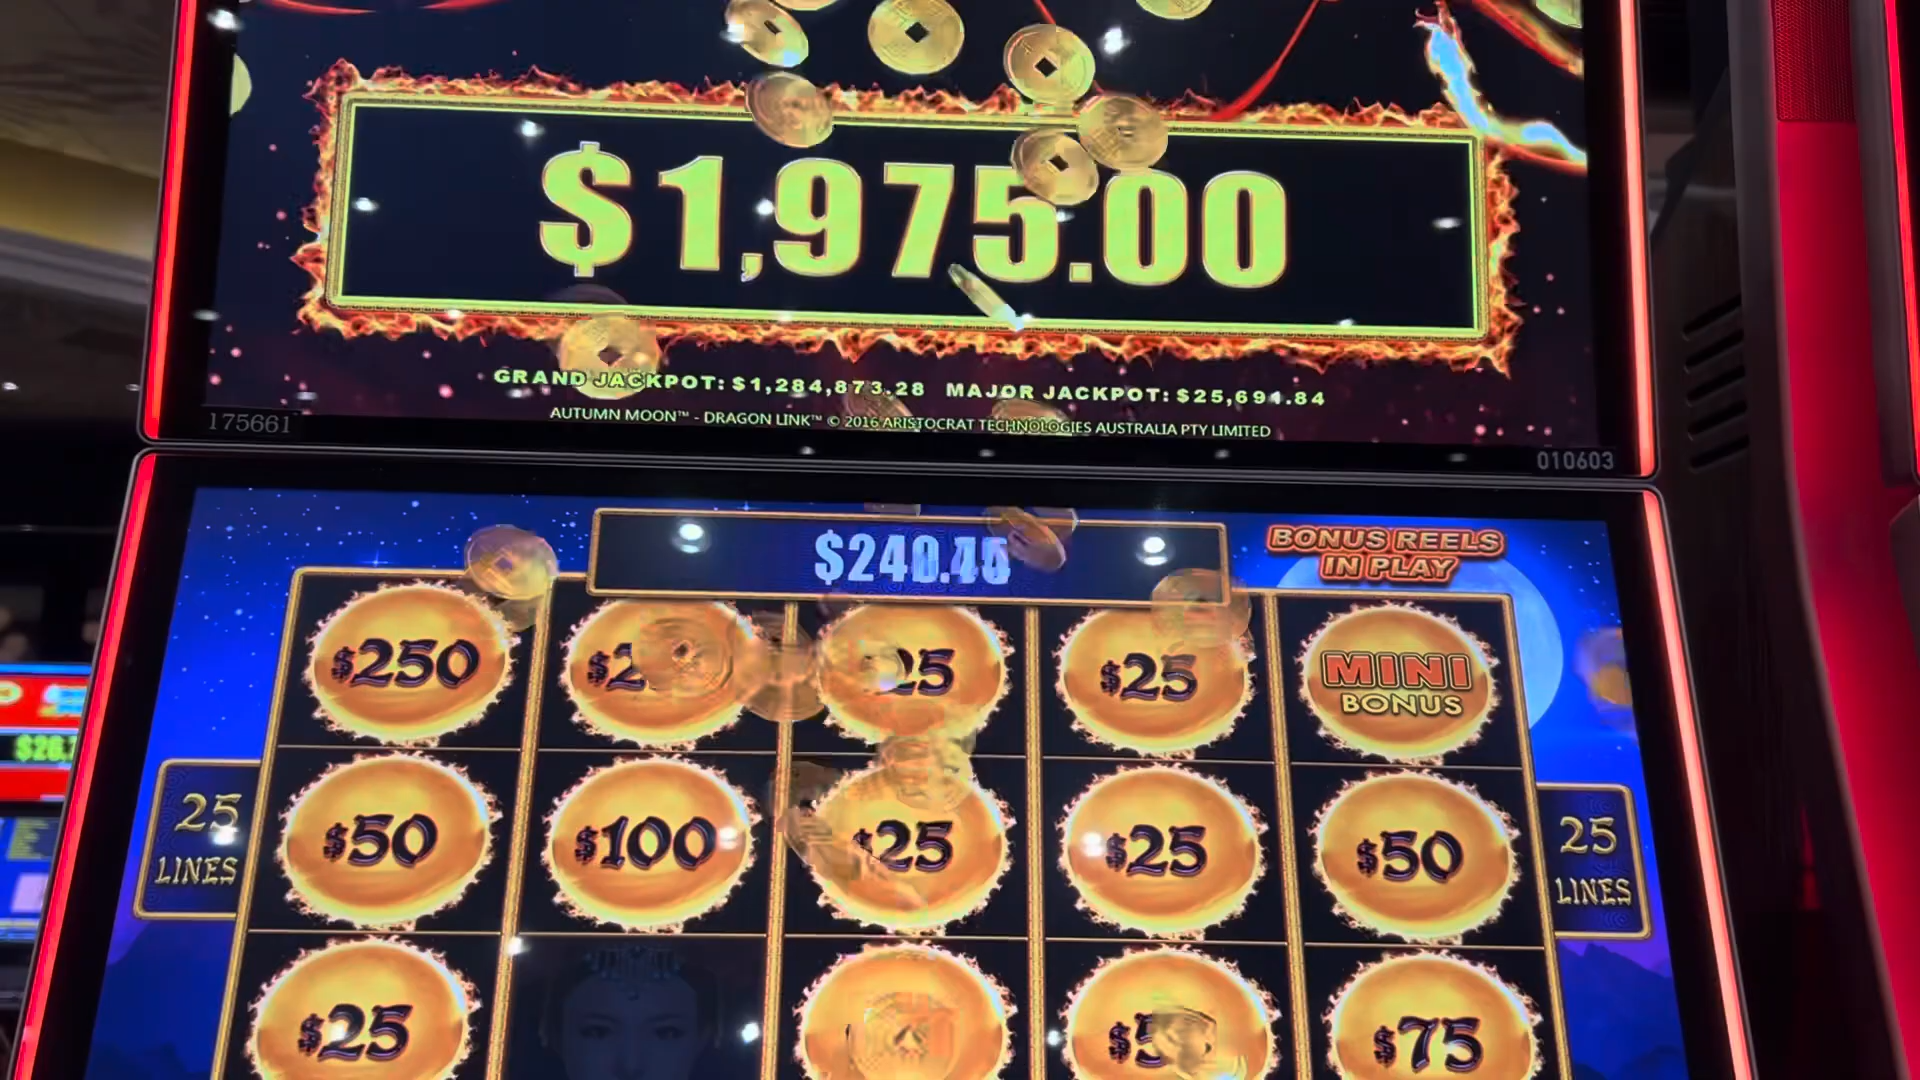 $1,975.00
GRAND JACKPOT: $1,284,873.28 MAJOR JACKPOT: $25,691.84
175661
AUTUMN MOON™ - DRAGON LINK™ © 2016 ARISTOCRAT TECHNOLOGIES AUSTRALIA PTY LIMITED
010603
BONUS REELS
IN PLAY
$250
$25
MINI
BONUS
25
LINES
$50
$100
$25
$25
$50
25
LINES
$25
$75